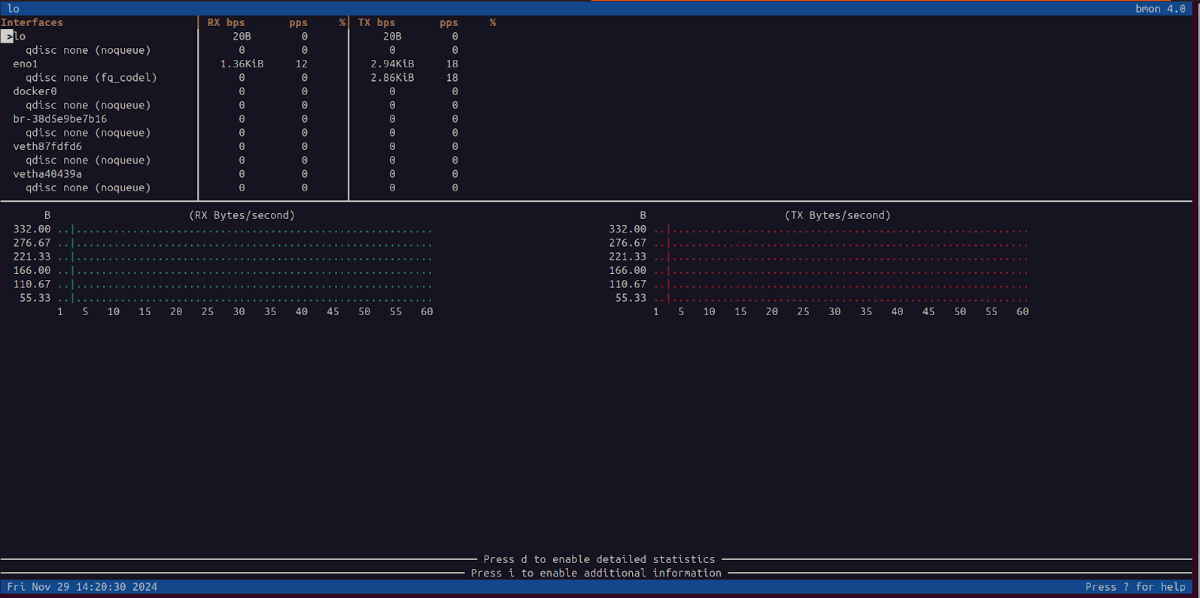 lo bmon 4.0
Interfaces RX bps pps % TX bps pps %
>lo 20B 0 20B 0
qdisc none (noqueue) 0 0 0 0
eno1 1.36KiB 12 2.94KiB 18
qdisc none (fq_codel) 0 0 2.86KiB 18
docker0 0 0 0 0
qdisc none (noqueue) 0 0 0 0
br-38d5e9be7b16 0 0 0 0
qdisc none (noqueue) 0 0 0 0
veth87fdfd6 0 0 0 0
qdisc none (noqueue) 0 0 0 0
vetha40439a 0 0 0 0
qdisc none (noqueue) 0 0 0 0
B (RX Bytes/second) B (TX Bytes/second)
332.00 332.00
276.67 276.67
221.33 221.33
166.00 166.00
110.67 110.67
55.33 55.33
1 5 10 15 20 25 30 35 40 45 50 55 60 1 5 10 15 20 25 30 35 40 45 50 55 60
Press d to enable detailed statistics
Press i to enable additional information
Fri Nov 29 14:20:30 2024 Press ? for help